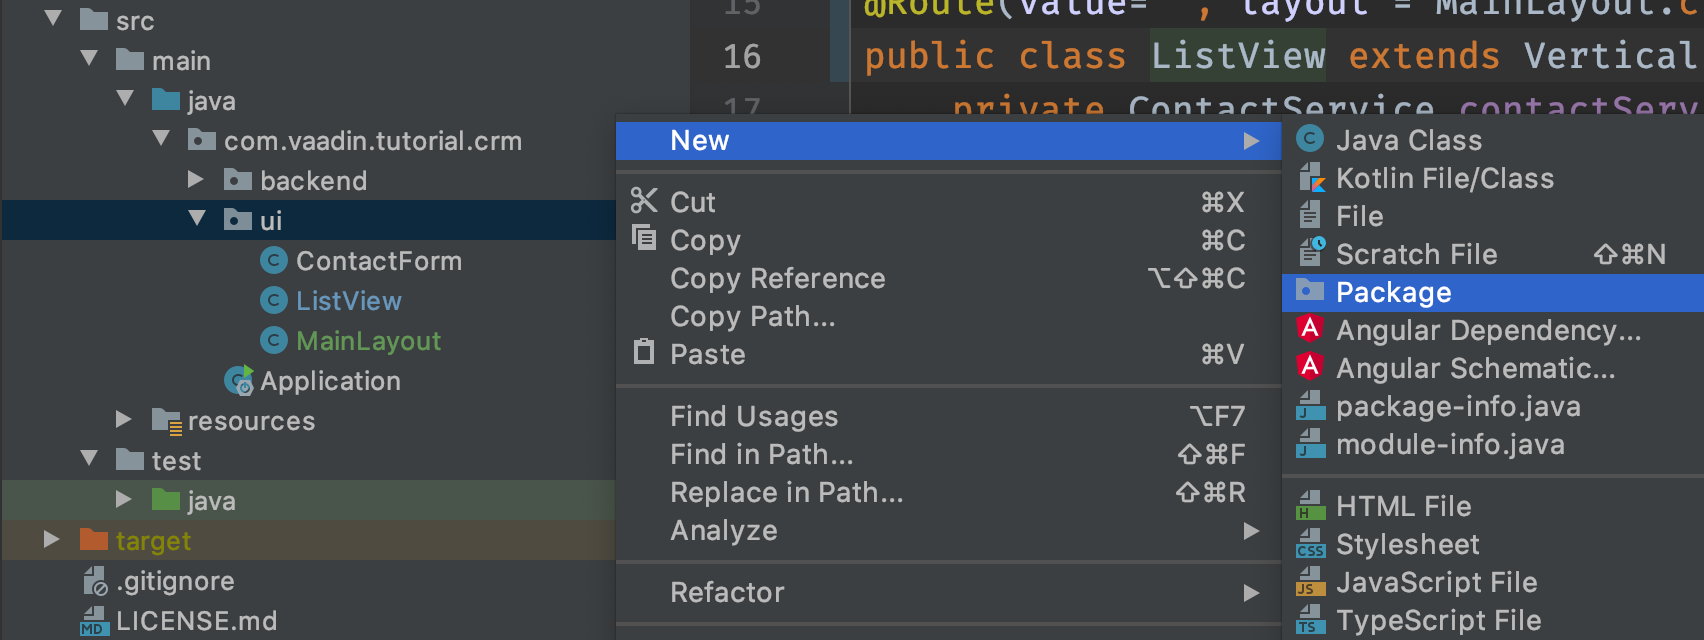 src
main
java
com.vaadin.tutorial.crm
backend
ui
ContactForm
ListView
MainLayout
Application
resources
test
java
target
.gitignore
LICENSE.md
15 @Route(value= , layout = MainLayout.c
16 public class ListView extends Vertical
17 private ContactService contactServ
New
Cut ⌘X
Copy ⌘C
Copy Reference ⌥⇧⌘C
Copy Path...
Paste ⌘V
Find Usages ⌥F7
Find in Path... ⇧⌘F
Replace in Path... ⇧⌘R
Analyze
Refactor
Java Class
Kotlin File/Class
File
Scratch File ⇧⌘N
Package
Angular Dependency...
Angular Schematic...
package-info.java
module-info.java
HTML File
Stylesheet
JavaScript File
TypeScript File